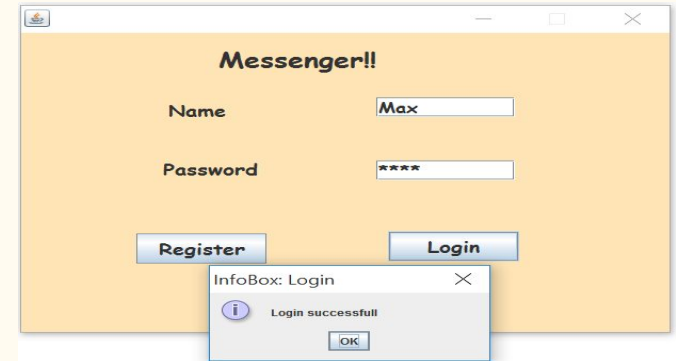 Messenger!!
Name Max
Password ****
Register Login
InfoBox: Login
i Login successfull
OK